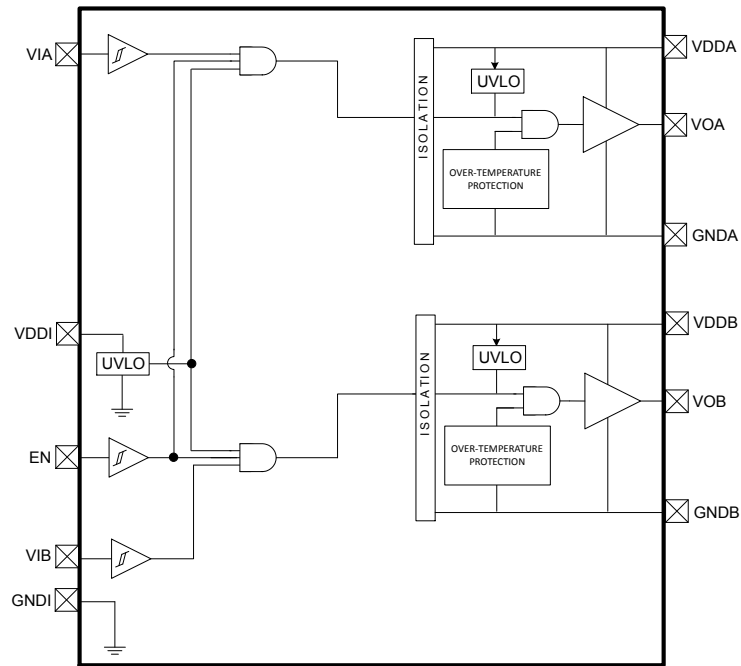 VIA
VDDI
UVLO
EN
VIB
GNDI
ISOLATION
UVLO
OVER-TEMPERATURE
PROTECTION
VDDA
VOA
GNDA
ISOLATION
UVLO
OVER-TEMPERATURE
PROTECTION
VDDB
VOB
GNDB